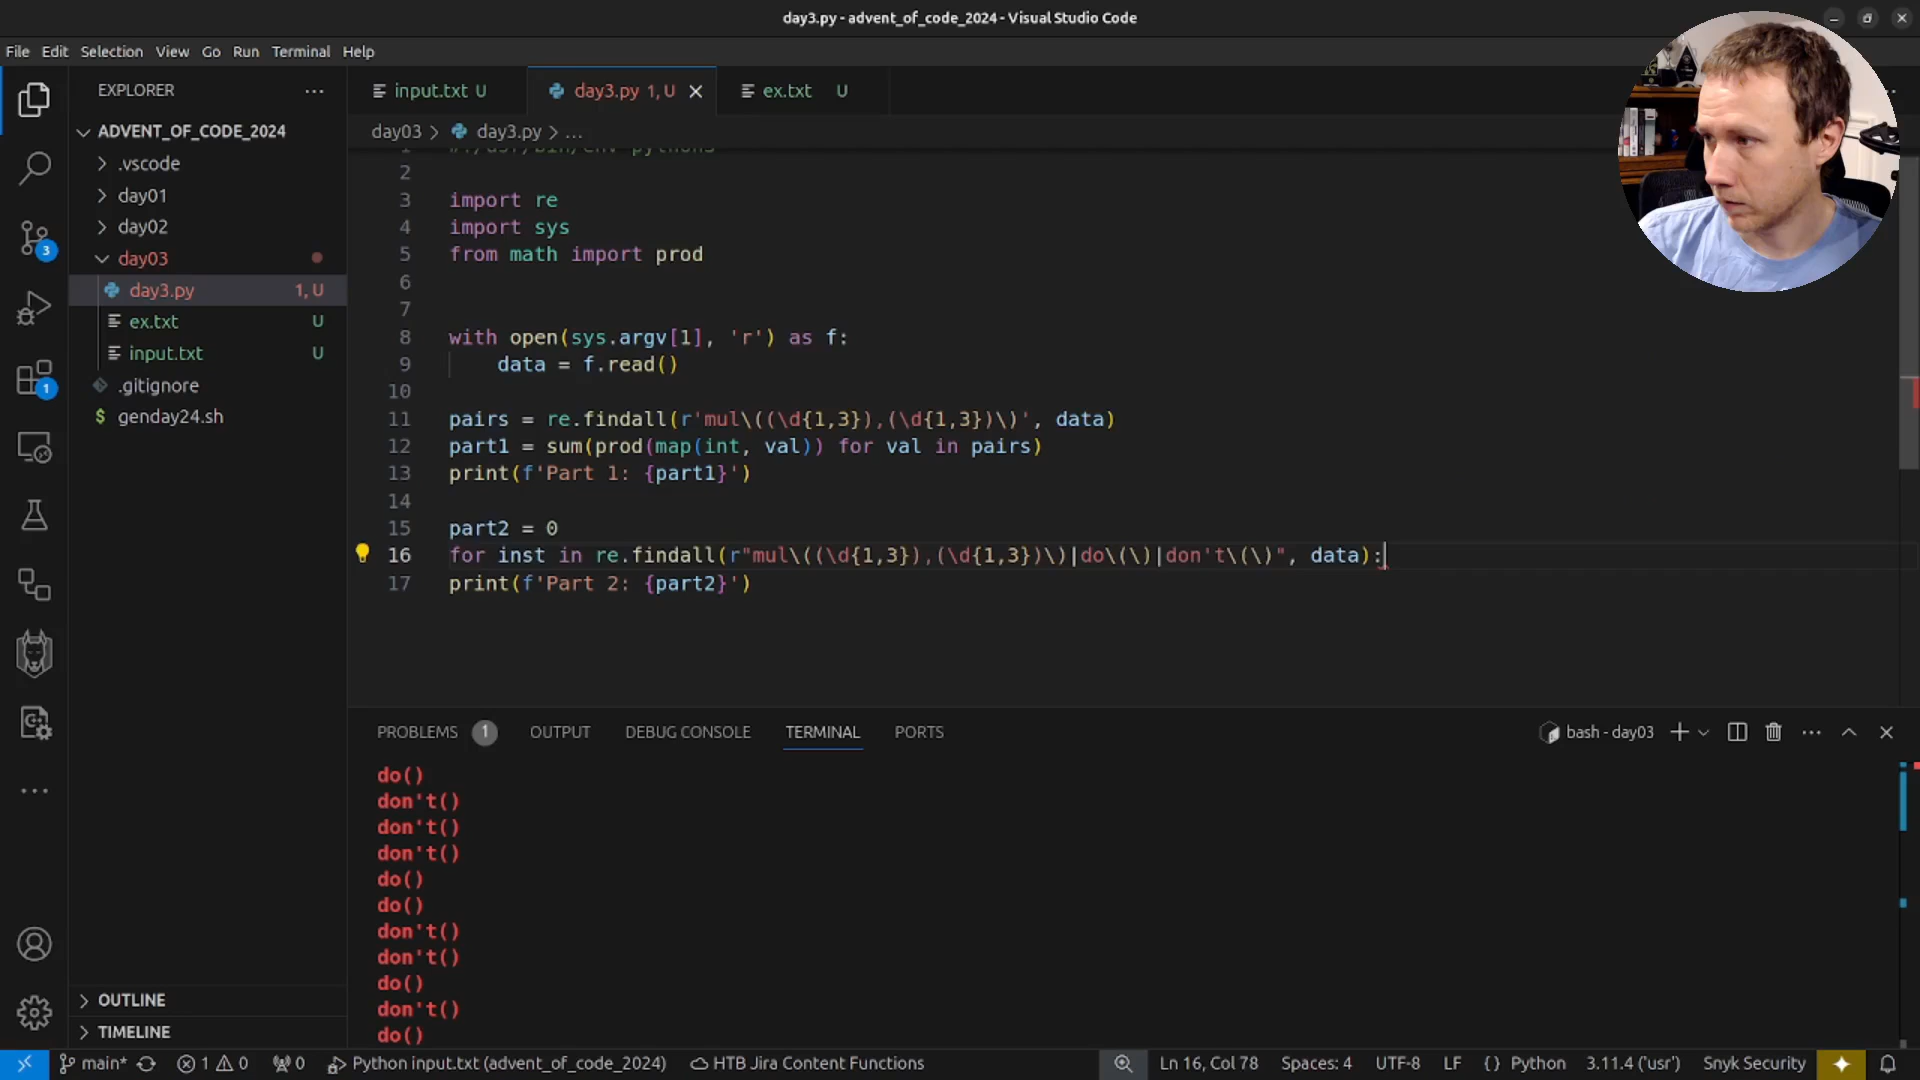 day3.py - advent_of_code_2024 - Visual Studio Code
File Edit Selection View Go Run Terminal Help
EXPLORER
input.txt U
day3.py 1, U
ex.txt U
ADVENT_OF_CODE_2024
day03 > day3.py > ...
.vscode
day01
day02
day03
day3.py 1, U
ex.txt U
input.txt U
.gitignore
$ genday24.sh
1 #!/usr/bin/env python3
2
3 import re
4 import sys
5 from math import prod
6
7
8 with open(sys.argv[1], 'r') as f:
9 data = f.read()
10
11 pairs = re.findall(r'mul\((\d{1,3}),(\d{1,3})\)', data)
12 part1 = sum(prod(map(int, val)) for val in pairs)
13 print(f'Part 1: {part1}')
14
15 part2 = 0
16 for inst in re.findall(r"mul\((\d{1,3}),(\d{1,3})\)|do\(\)|don't\(\)", data):
17 print(f'Part 2: {part2}')
3
1
PROBLEMS 1 OUTPUT DEBUG CONSOLE TERMINAL PORTS
bash - day03
do()
don't()
don't()
don't()
do()
do()
don't()
don't()
do()
don't()
do()
OUTLINE
TIMELINE
main* 1 0 0 Python input.txt (advent_of_code_2024) HTB Jira Content Functions Ln 16, Col 78 Spaces: 4 UTF-8 LF {} Python 3.11.4 ('usr') Snyk Security